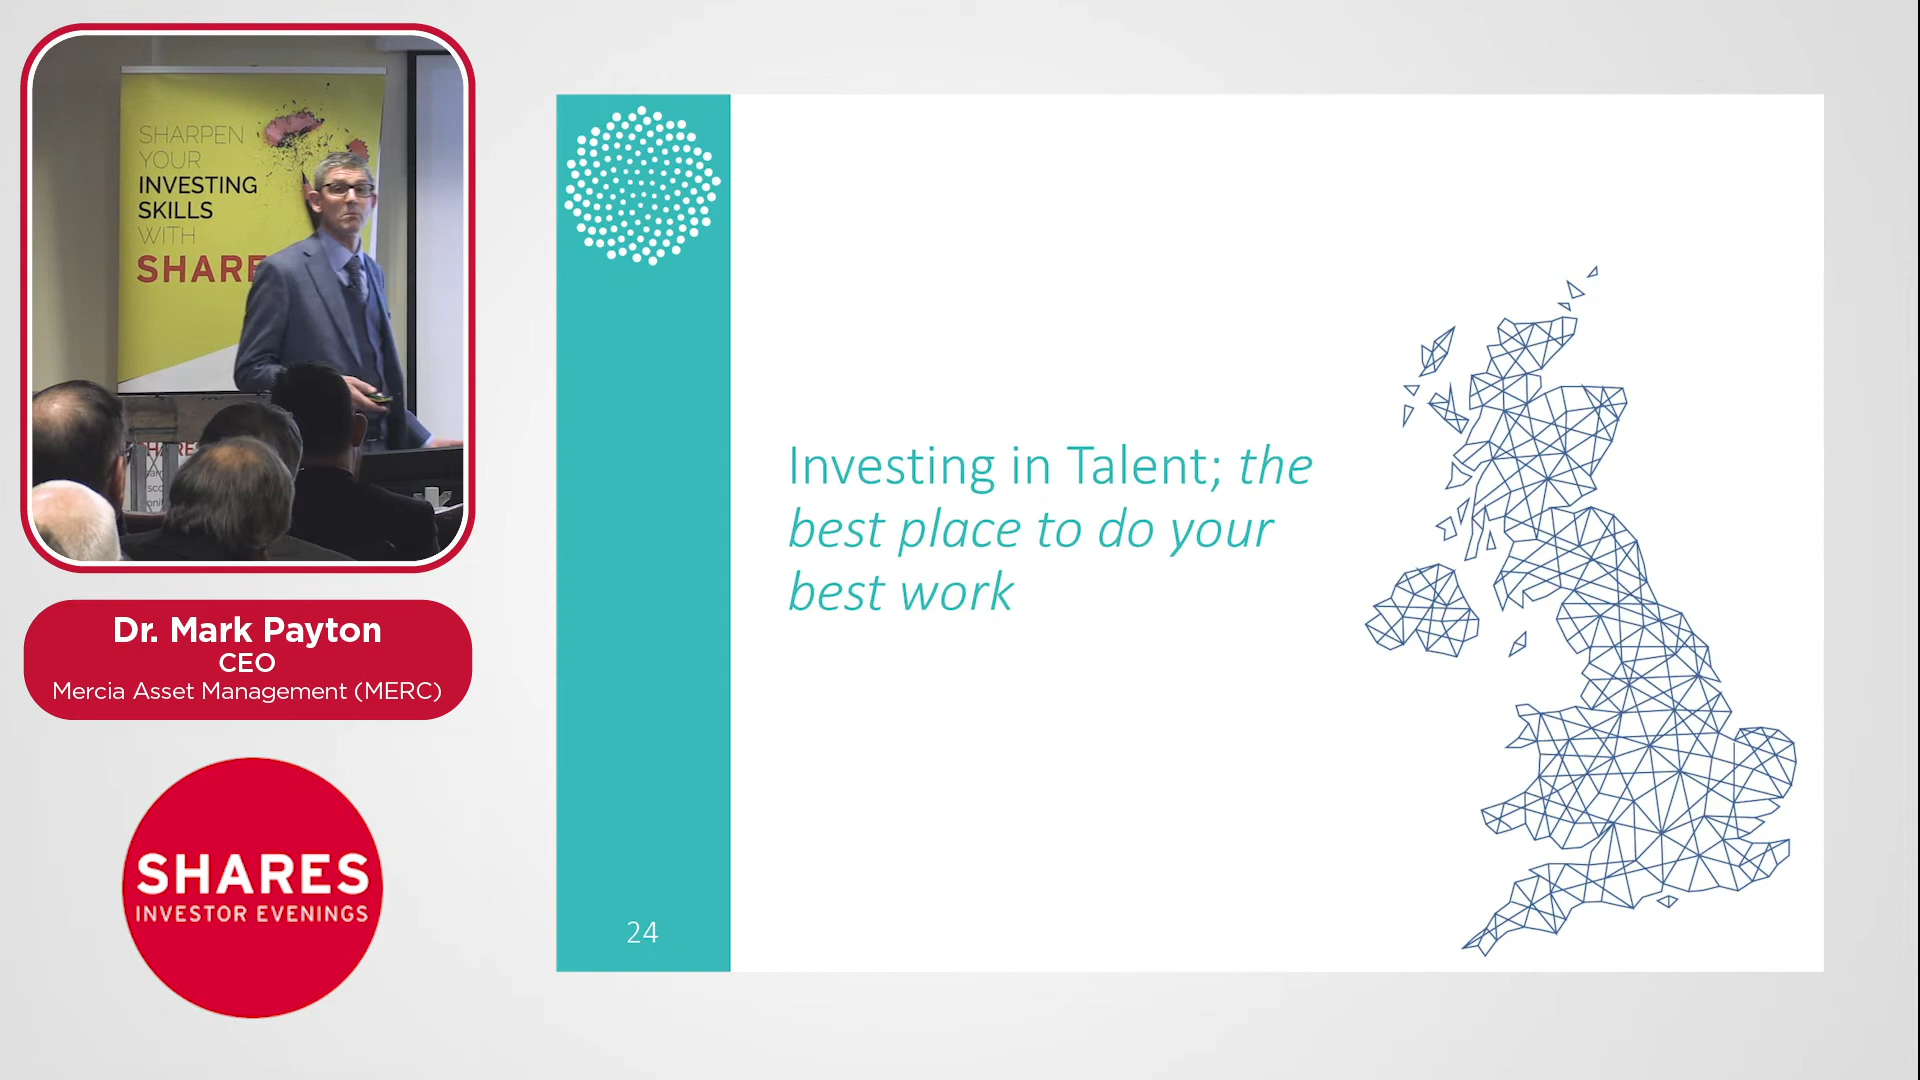 SHARPEN
YOUR
INVESTING
SKILLS
WITH
SHARE
Dr. Mark Payton
CEO
Mercia Asset Management (MERC)
SHARES
INVESTOR EVENINGS
Investing in Talent; the
best place to do your
best work
24